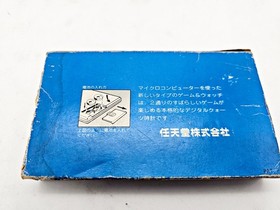 電池の入れ方
マイクロコンピューターを使った
新しいタイプのゲーム&ウォッチ
は、2通りのすばらしいゲームが
楽しめる本格的なデジタルクォー
ツ時計です。
任天堂株式会社